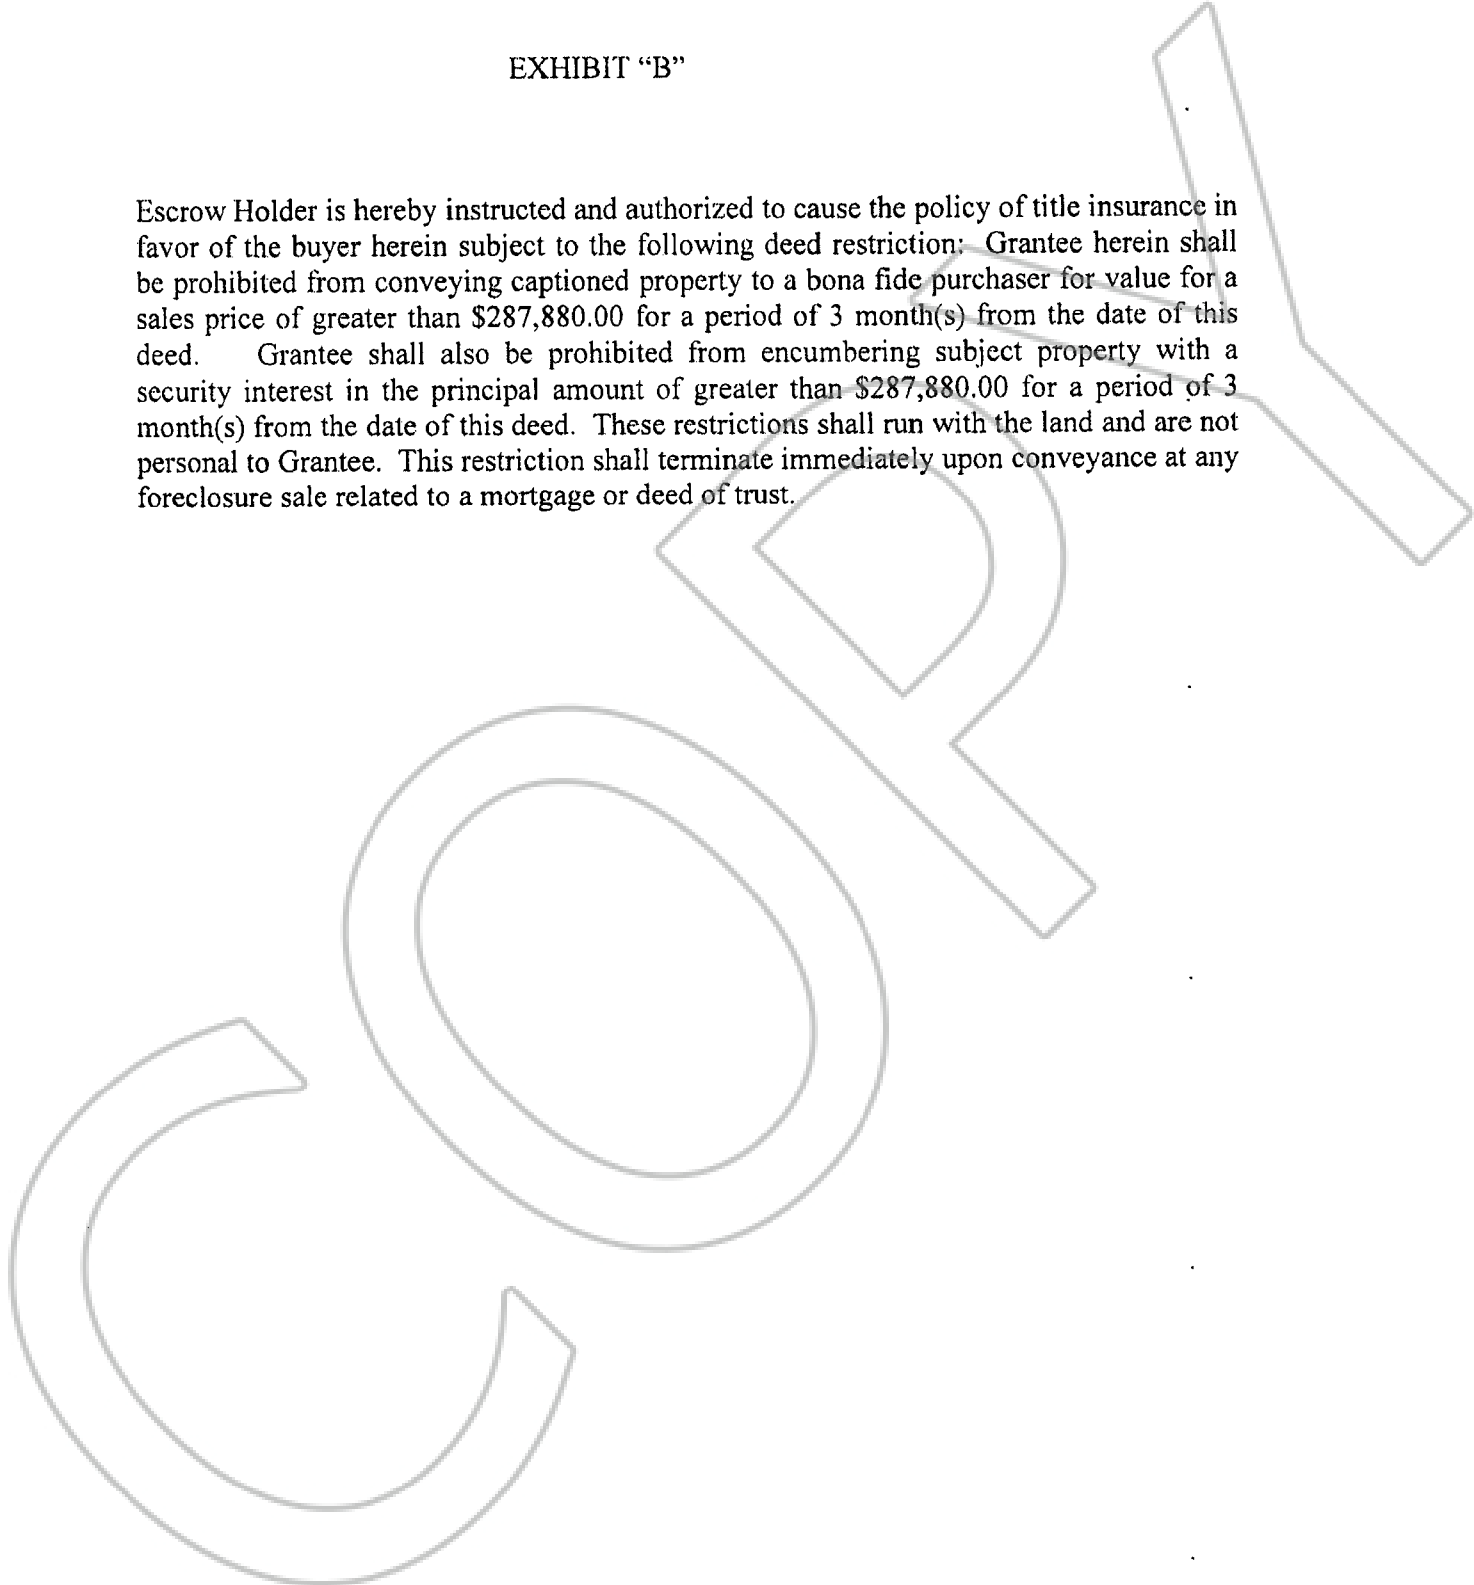 EXHIBIT “B”
Escrow Holder is hereby instructed and authorized to cause the policy of title insurance in
favor of the buyer herein subject to the following deed restriction: Grantee herein shall
be prohibited from conveying captioned property to a bona fide purchaser for value for a
sales price of greater than $287,880.00 for a period of 3 month(s) from the date of this
deed. Grantee shall also be prohibited from encumbering subject property with a
security interest in the principal amount of greater than $287,880.00 for a period of 3
month(s) from the date of this deed. These restrictions shall run with the land and are not
personal to Grantee. This restriction shall terminate immediately upon conveyance at any
foreclosure sale related to a mortgage or deed of trust.
COPY